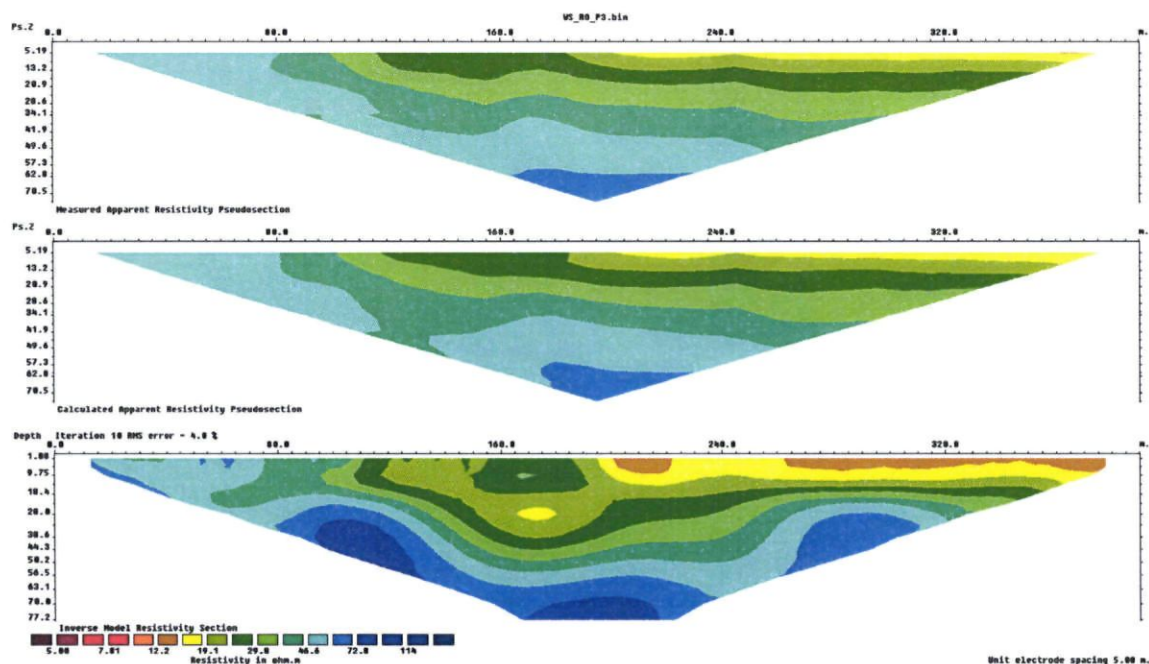 WS_RO_P3.bin
Ps.Z 0.0 80.0 160.0 240.0 320.0 m.
5.19
13.2
20.9
28.6
34.1
41.9
49.6
57.3
62.8
70.5
Measured Apparent Resistivity Pseudosection
Ps.Z 0.0 80.0 160.0 240.0 320.0 m.
5.19
13.2
20.9
28.6
34.1
41.9
49.6
57.3
62.8
70.5
Calculated Apparent Resistivity Pseudosection
Depth Iteration 10 RMS error = 4.0 %
0.0 80.0 160.0 240.0 320.0 m.
1.00
9.75
18.4
28.0
38.6
44.3
50.2
56.5
63.1
70.0
77.2
Inverse Model Resistivity Section
5.00 7.81 12.2 19.1 29.8 46.6 72.8 114
Resistivity in ohm.m
Unit electrode spacing 5.00 m.